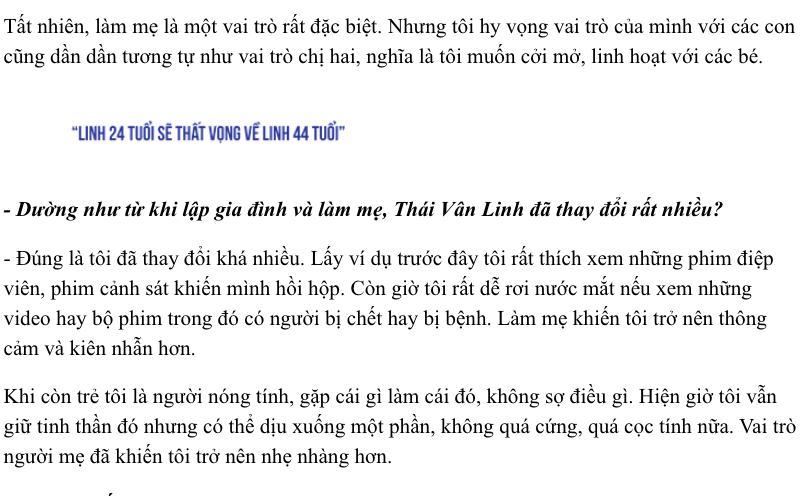 Tất nhiên, làm mẹ là một vai trò rất đặc biệt. Nhưng tôi hy vọng vai trò của mình với các con
cũng dần dần tương tự như vai trò chị hai, nghĩa là tôi muốn cởi mở, linh hoạt với các bé.
“LINH 24 TUỔI SẼ THẤT VỌNG VỀ LINH 44 TUỔI”
- Dường như từ khi lập gia đình và làm mẹ, Thái Vân Linh đã thay đổi rất nhiều?
- Đúng là tôi đã thay đổi khá nhiều. Lấy ví dụ trước đây tôi rất thích xem những phim điệp
viên, phim cảnh sát khiến mình hồi hộp. Còn giờ tôi rất dễ rơi nước mắt nếu xem những
video hay bộ phim trong đó có người bị chết hay bị bệnh. Làm mẹ khiến tôi trở nên thông
cảm và kiên nhẫn hơn.
Khi còn trẻ tôi là người nóng tính, gặp cái gì làm cái đó, không sợ điều gì. Hiện giờ tôi vẫn
giữ tinh thần đó nhưng có thể dịu xuống một phần, không quá cứng, quá cọc tính nữa. Vai trò
người mẹ đã khiến tôi trở nên nhẹ nhàng hơn.